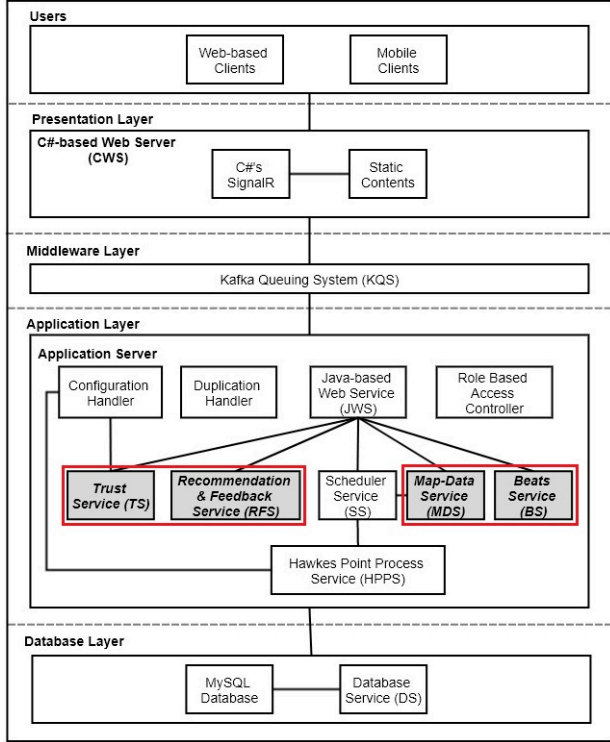 Users
Web-based
Clients
Mobile
Clients
Presentation Layer
C#-based Web Server
(CWS)
C#'s
SignalR
Static
Contents
Middleware Layer
Kafka Queuing System (KQS)
Application Layer
Application Server
Configuration
Handler
Duplication
Handler
Java-based
Web Service
(JWS)
Role Based
Access
Controller
Trust
Service (TS)
Recommendation
& Feedback
Service (RFS)
Scheduler
Service
(SS)
Map-Data
Service
(MDS)
Beats
Service
(BS)
Hawkes Point Process
Service (HPPS)
Database Layer
MySQL
Database
Database
Service (DS)